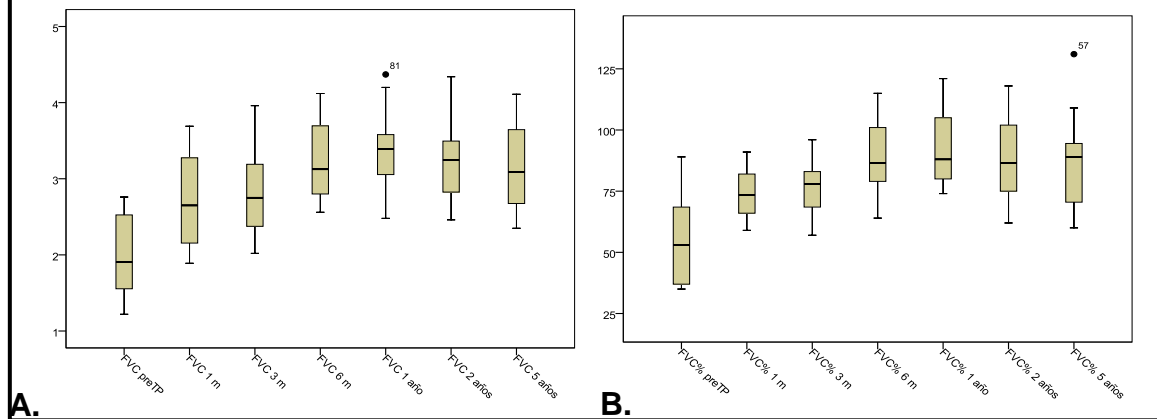 5
4
3
2
1
81
FVC preTP
FVC 1 m
FVC 3 m
FVC 6 m
FVC 1 año
FVC 2 años
FVC 5 años
A.
125
100
75
50
25
57
FVC% preTP
FVC% 1 m
FVC% 3 m
FVC% 6 m
FVC% 1 año
FVC% 2 años
FVC% 5 años
B.